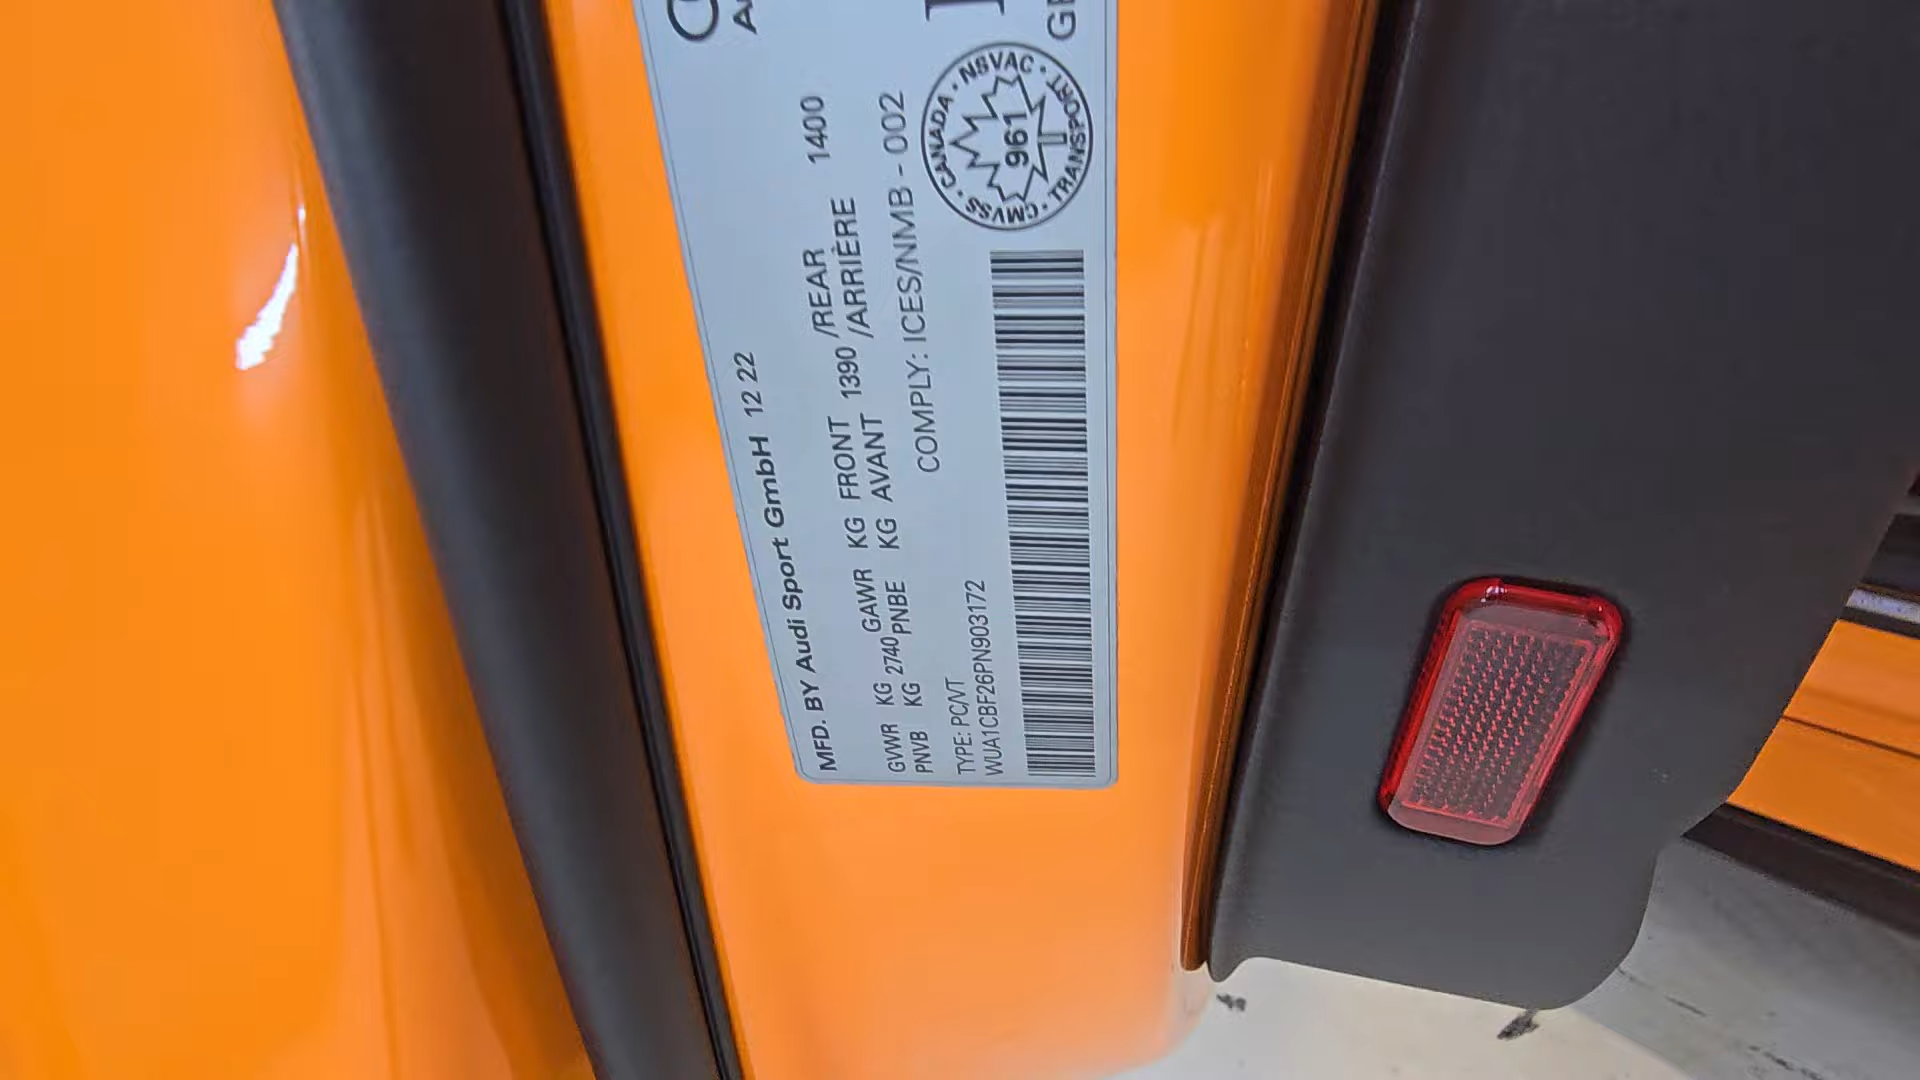 MFD. BY Audi Sport GmbH 12 22
GVWR KG 2740 GAWR KG FRONT 1390 /REAR 1400
PNVB KG PNBE KG AVANT /ARRIÈRE
COMPLY: ICES/NMB - 002
TYPE: PC/VT
WUA1CBF26PN903172
CANADA · NSVAC · TRANSPORT · CMVSS ·
961